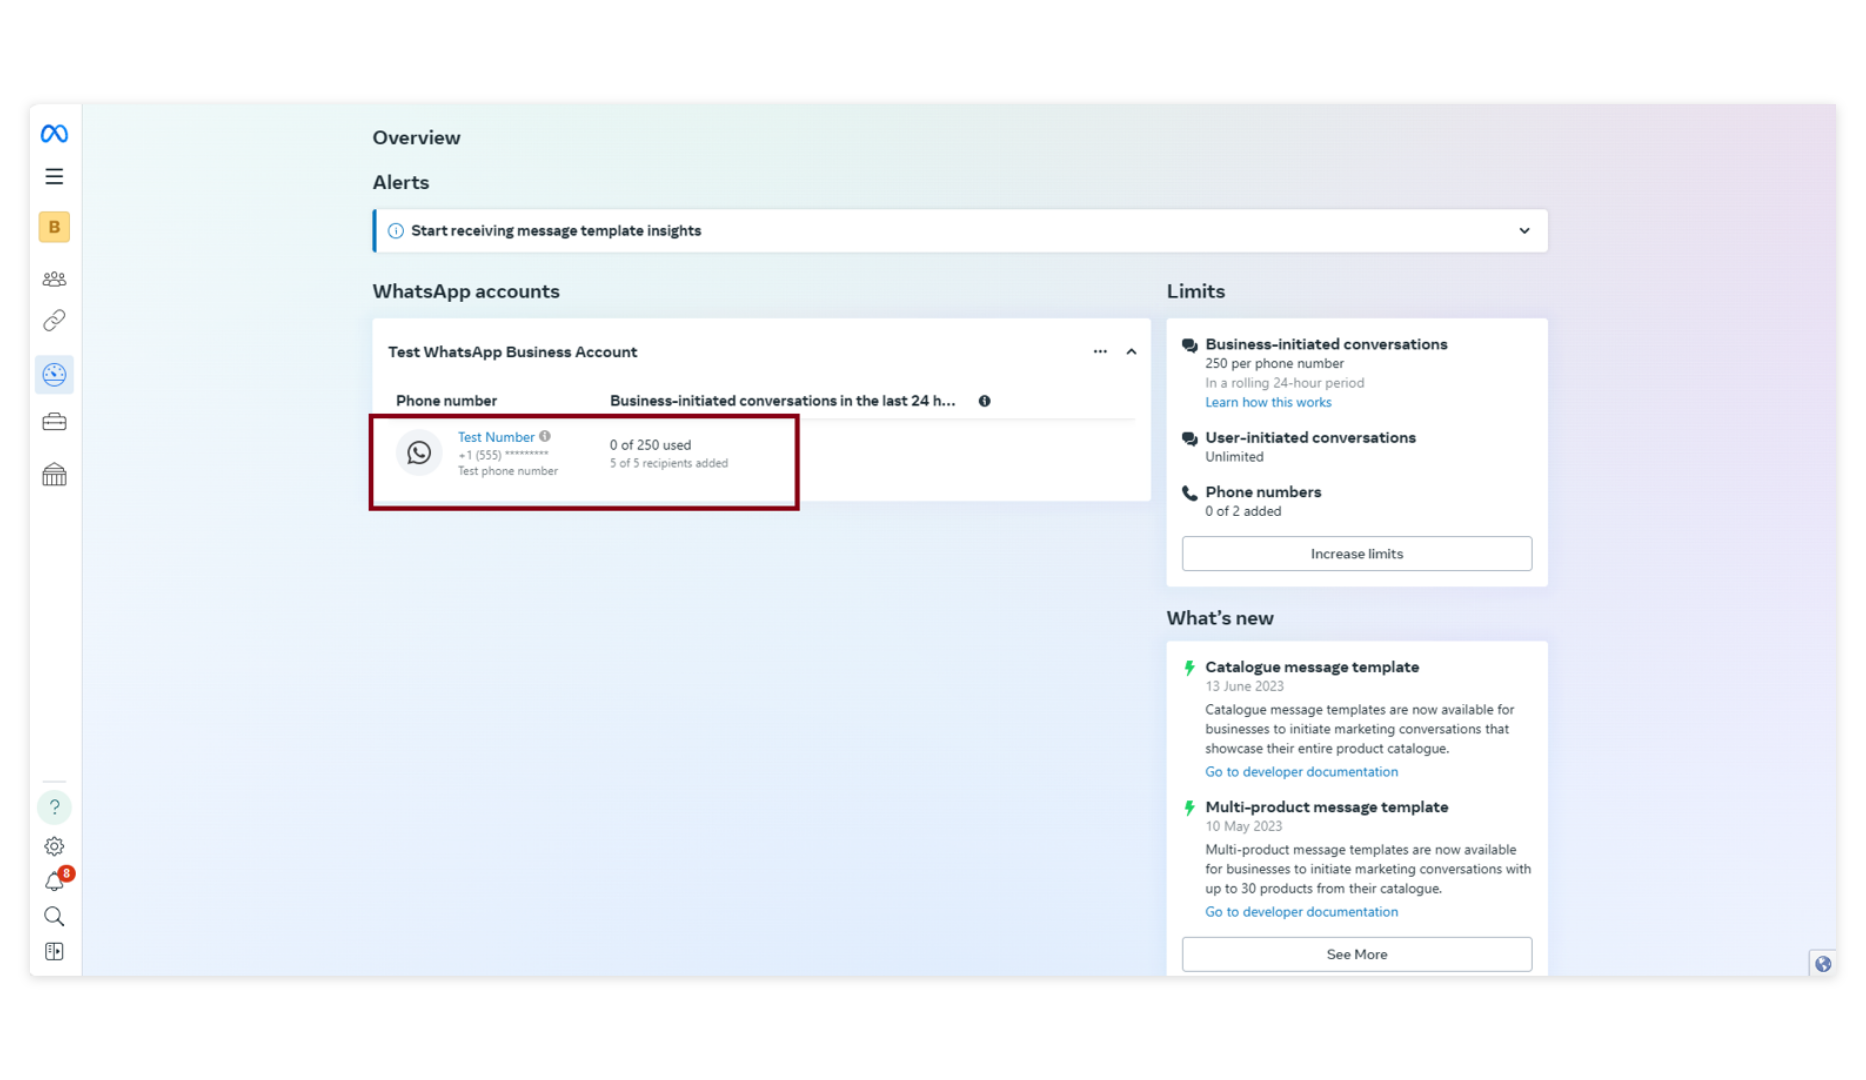 Overview
Alerts
Start receiving message template insights
WhatsApp accounts
Test WhatsApp Business Account
Phone number
Business-initiated conversations in the last 24 h...
Test Number
+1 (555) *********
Test phone number
0 of 250 used
5 of 5 recipients added
Limits
Business-initiated conversations
250 per phone number
In a rolling 24-hour period
Learn how this works
User-initiated conversations
Unlimited
Phone numbers
0 of 2 added
Increase limits
What's new
Catalogue message template
13 June 2023
Catalogue message templates are now available for
businesses to initiate marketing conversations that
showcase their entire product catalogue.
Go to developer documentation
Multi-product message template
10 May 2023
Multi-product message templates are now available
for businesses to initiate marketing conversations with
up to 30 products from their catalogue.
Go to developer documentation
See More
B
?
8